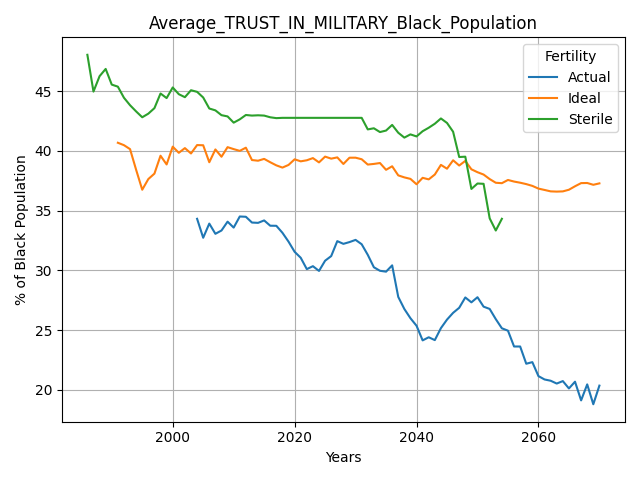 Average_TRUST_IN_MILITARY_Black_Population
Fertility
Actual
Ideal
Sterile
% of Black Population
45
40
35
30
25
20
2000
2020
2040
2060
Years